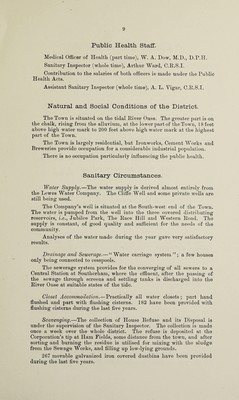 9
Public Health Staff.
Medical Officer of Health (part time), W. A. Dow, M.D., D.P.H.
Sanitary Inspector (whole time), Arthur Ward, C.R.S.I.
Contribution to the salaries of both officers is made under the Public
Health Acts.
Assistant Sanitary Inspector (whole time), A. L. Vigar, C.R.S.I.
Natural and Social Conditions of the District.
The Town is situated on the tidal River Ouse. The greater part is on
the chalk, rising from the alluvium, at the lower part of the Town, 14 feet
above high water mark to 200 feet above high water mark at the highest
part of the Town.
The Town is largely residential, but Ironworks, Cement Works and
Breweries provide occupation for a considerable industrial population.
There is no occupation particularly influencing the public health.
Sanitary Circumstances.
Water Supply.—The water supply is derived almost entirely from
the Lewes Water Company. The Cliffe Well and some private wells are
still being used.
The Company's well is situated at the South-west end of the Town.
The water is pumped from the well into the three covered distributing
reservoirs, i.e., Jubilee Park, The Race Hill and Western Road. The
supply is constant, of good quality and sufficient for the needs of the
community.
Analyses of the water made during the year gave very satisfactory
results.
Drainage and Sewerage.—“Water carriage system”; a few houses
only being connected to cesspools.
The sewerage system provides for the conveying of all sewers to a
Central Station at Southerham, where the effluent, after the passing of
the sewage through screens and settling tanks is discharged into the
River Ouse at suitable states of the tide.
Closet Accommodation.—Practically all water closets; part hand
flushed and part with flushing cisterns. 182 have been provided with
flushing cisterns during the last five years.
Scavenging.—The collection of House Refuse and its Disposal is
under the supervision of the Sanitary Inspector. The collection is made
once a week over the whole district. The refuse is deposited at the
Corporation's tip at Ham Fields, some distance from the town, and after
sorting and burning the residue is utilised for mixing with the sludge
from the Sewage Works, and filling up low-lying grounds.
267 movable galvanized iron covered dustbins have been provided
during the last five years.